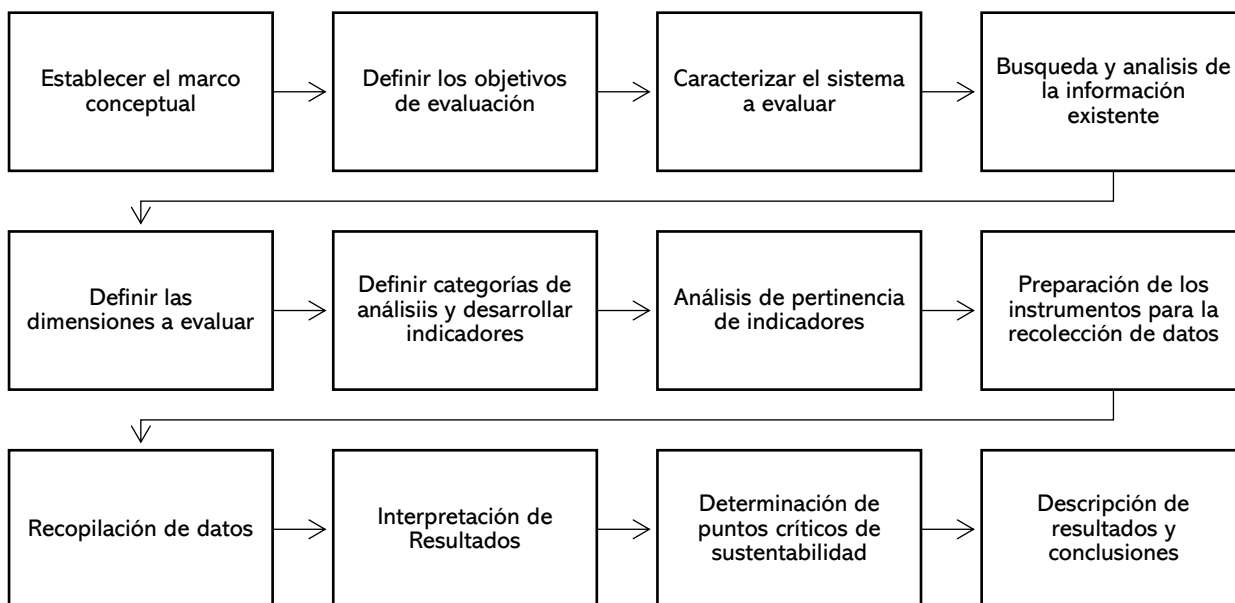 Establecer el marco
conceptual
Definir los objetivos
de evaluación
Caracterizar el sistema
a evaluar
Busqueda y analisis de
la información
existente
Definir las
dimensiones a evaluar
Definir categorías de
análisiis y desarrollar
indicadores
Análisis de pertinencia
de indicadores
Preparación de los
instrumentos para la
recolección de datos
Recopilación de datos
Interpretación de
Resultados
Determinación de
puntos críticos de
sustentabilidad
Descripción de
resultados y
conclusiones